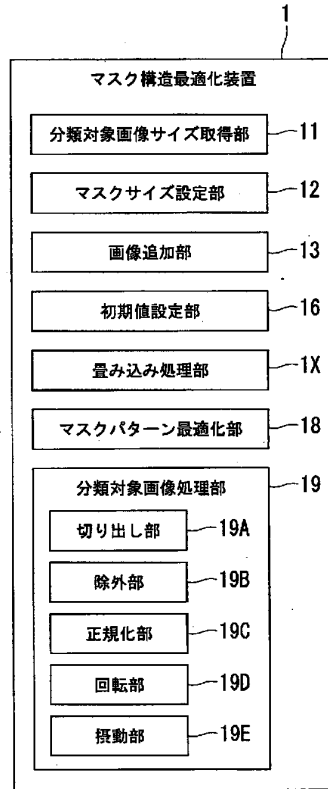 1
マスク構造最適化装置
分類対象画像サイズ取得部 11
マスクサイズ設定部 12
画像追加部 13
初期値設定部 16
畳み込み処理部 1X
マスクパターン最適化部 18
分類対象画像処理部 19
切り出し部 19A
除外部 19B
正規化部 19C
回転部 19D
摂動部 19E